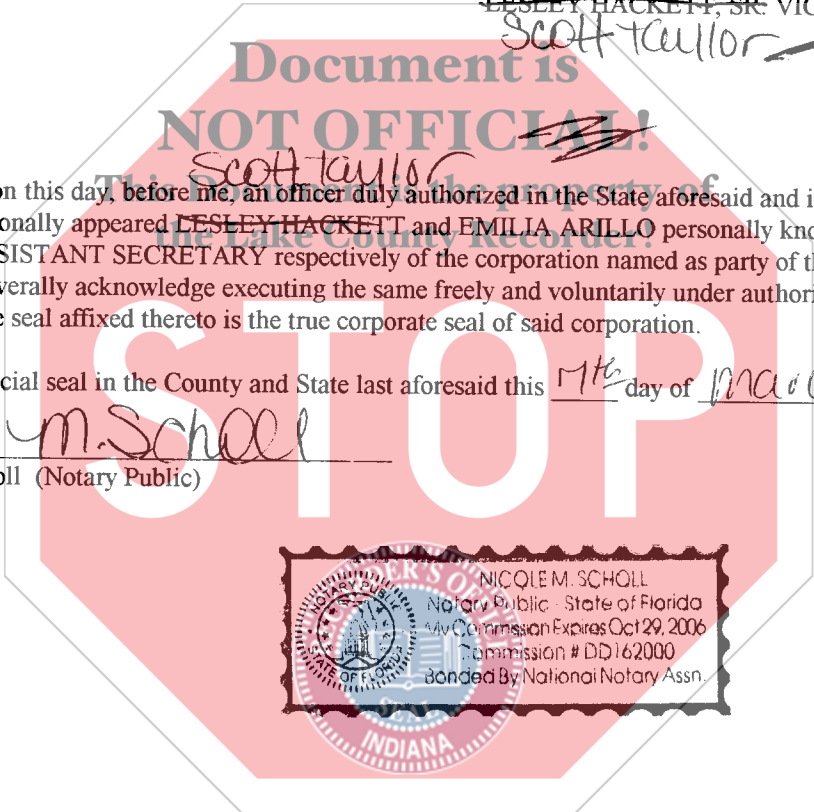 LESLEY HACKETT, SR. VIC
Scott Taylor
Document is
NOT OFFICIAL!
This Document is the property of
the Lake County Recorder!
Scott Taylor
n this day, before me, an officer duly authorized in the State aforesaid and i
onally appeared LESLEY HACKETT and EMILIA ARILLO personally kno
SISTANT SECRETARY respectively of the corporation named as party of th
verally acknowledge executing the same freely and voluntarily under authori
e seal affixed thereto is the true corporate seal of said corporation.
cial seal in the County and State last aforesaid this 17th day of
M. Scholl
oll (Notary Public)
STOP
NICOLE M. SCHOLL
Notary Public - State of Florida
My Commission Expires Oct 29, 2006
Commission # DD162000
Bonded By National Notary Assn.
NOTARY PUBLIC
STATE OF FLORIDA
RECORDER'S OFFICE
SEAL
INDIANA